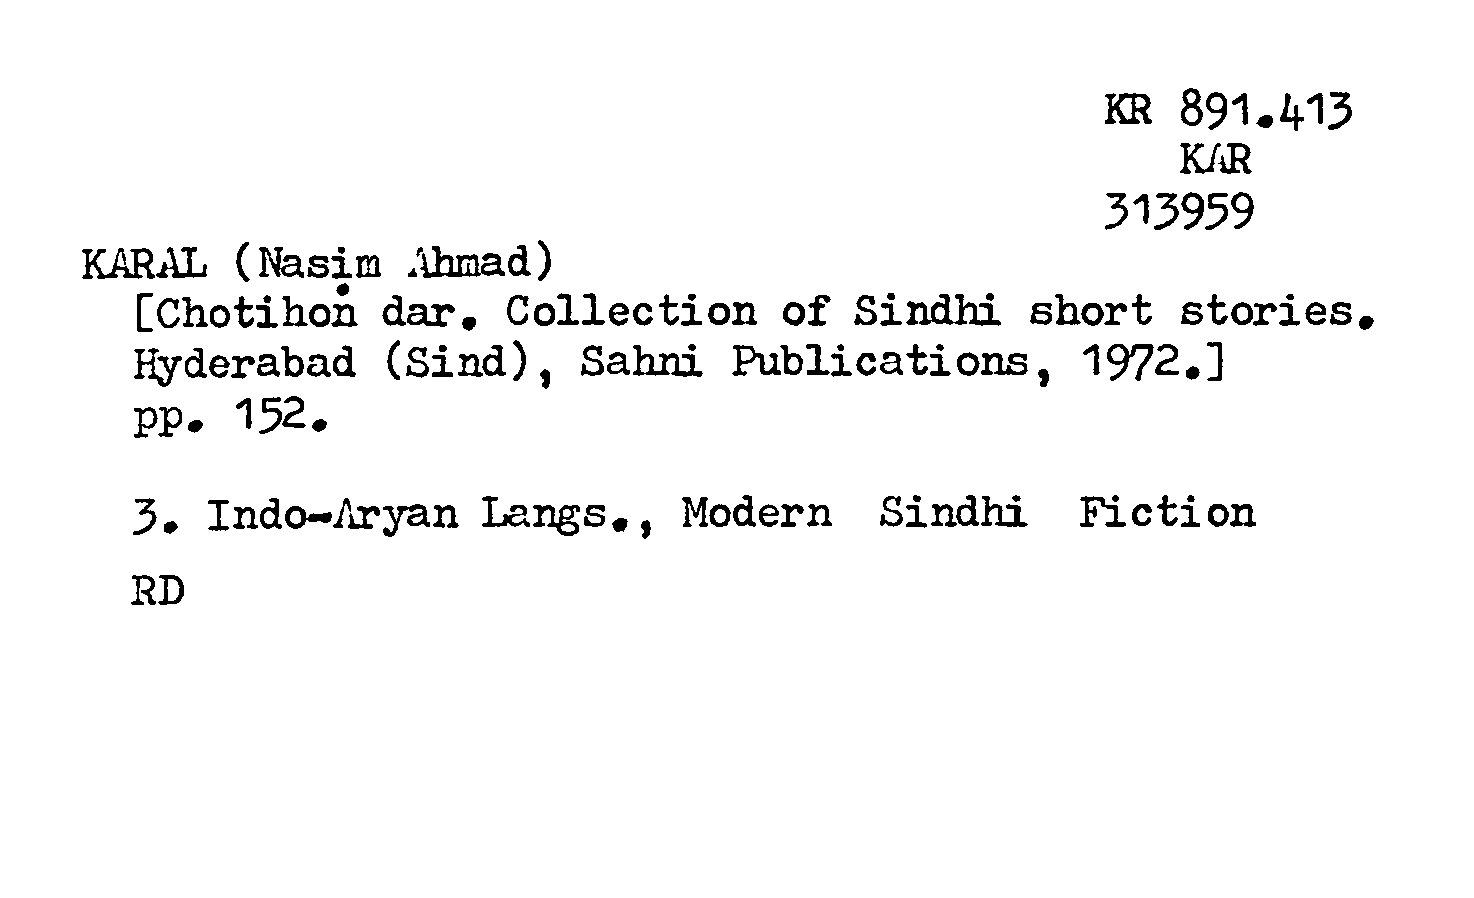 KR 891.413
KAR
313959
KARAL (Nasim Ahmad)
[Chotihoṅ dar. Collection of Sindhi short stories.
Hyderabad (Sind), Sahni Publications, 1972.]
pp. 152.
3. Indo-Aryan Langs., Modern Sindhi Fiction
RD